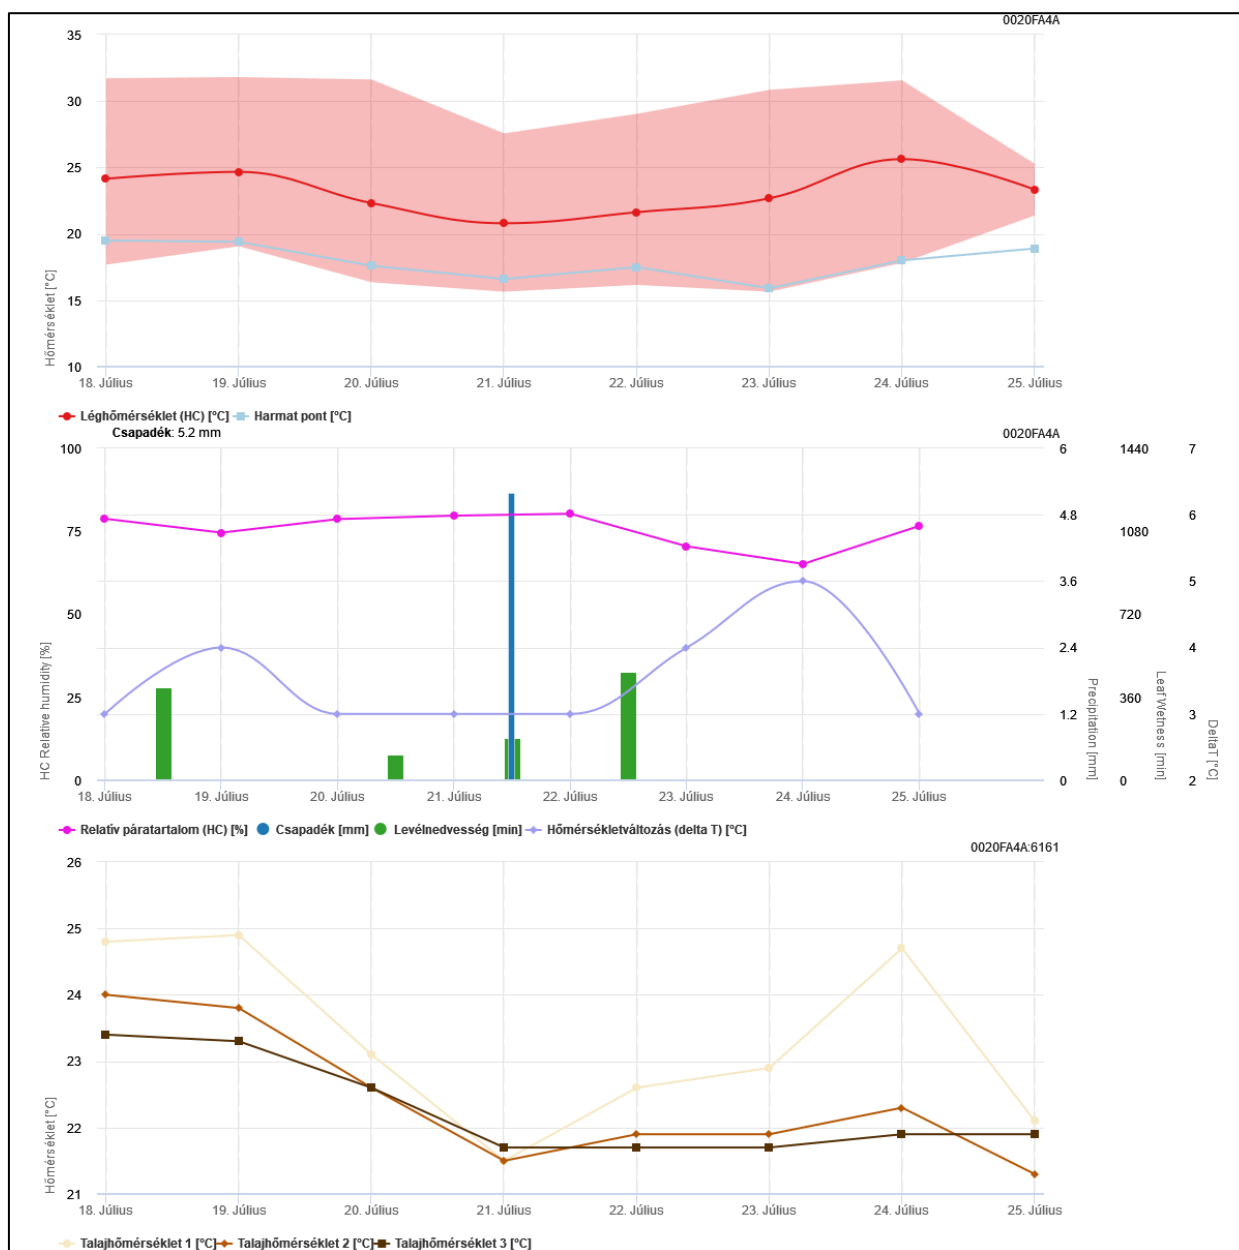 0020FA4A
35
30
25
20
15
10
Hőmérséklet [°C]
18. Július 19. Július 20. Július 21. Július 22. Július 23. Július 24. Július 25. Július
Léghőmérséklet (HC) [°C] Harmat pont [°C]
Csapadék: 5.2 mm
0020FA4A
100 6 1440 7
75 4.8 1080 6
50 3.6 720 5
25 2.4 360 4
0 1.2 0 3
0 2
HC Relative humidity [%]
Precipitation [mm]
Leaf Wetness [min]
DeltaT [°C]
18. Július 19. Július 20. Július 21. Július 22. Július 23. Július 24. Július 25. Július
Relatív páratartalom (HC) [%] Csapadék [mm] Levélnedvesség [min] Hőmérsékletváltozás (delta T) [°C]
0020FA4A:6161
26
25
24
23
22
21
Hőmérséklet [°C]
18. Július 19. Július 20. Július 21. Július 22. Július 23. Július 24. Július 25. Július
Talajhőmérséklet 1 [°C] Talajhőmérséklet 2 [°C] Talajhőmérséklet 3 [°C]